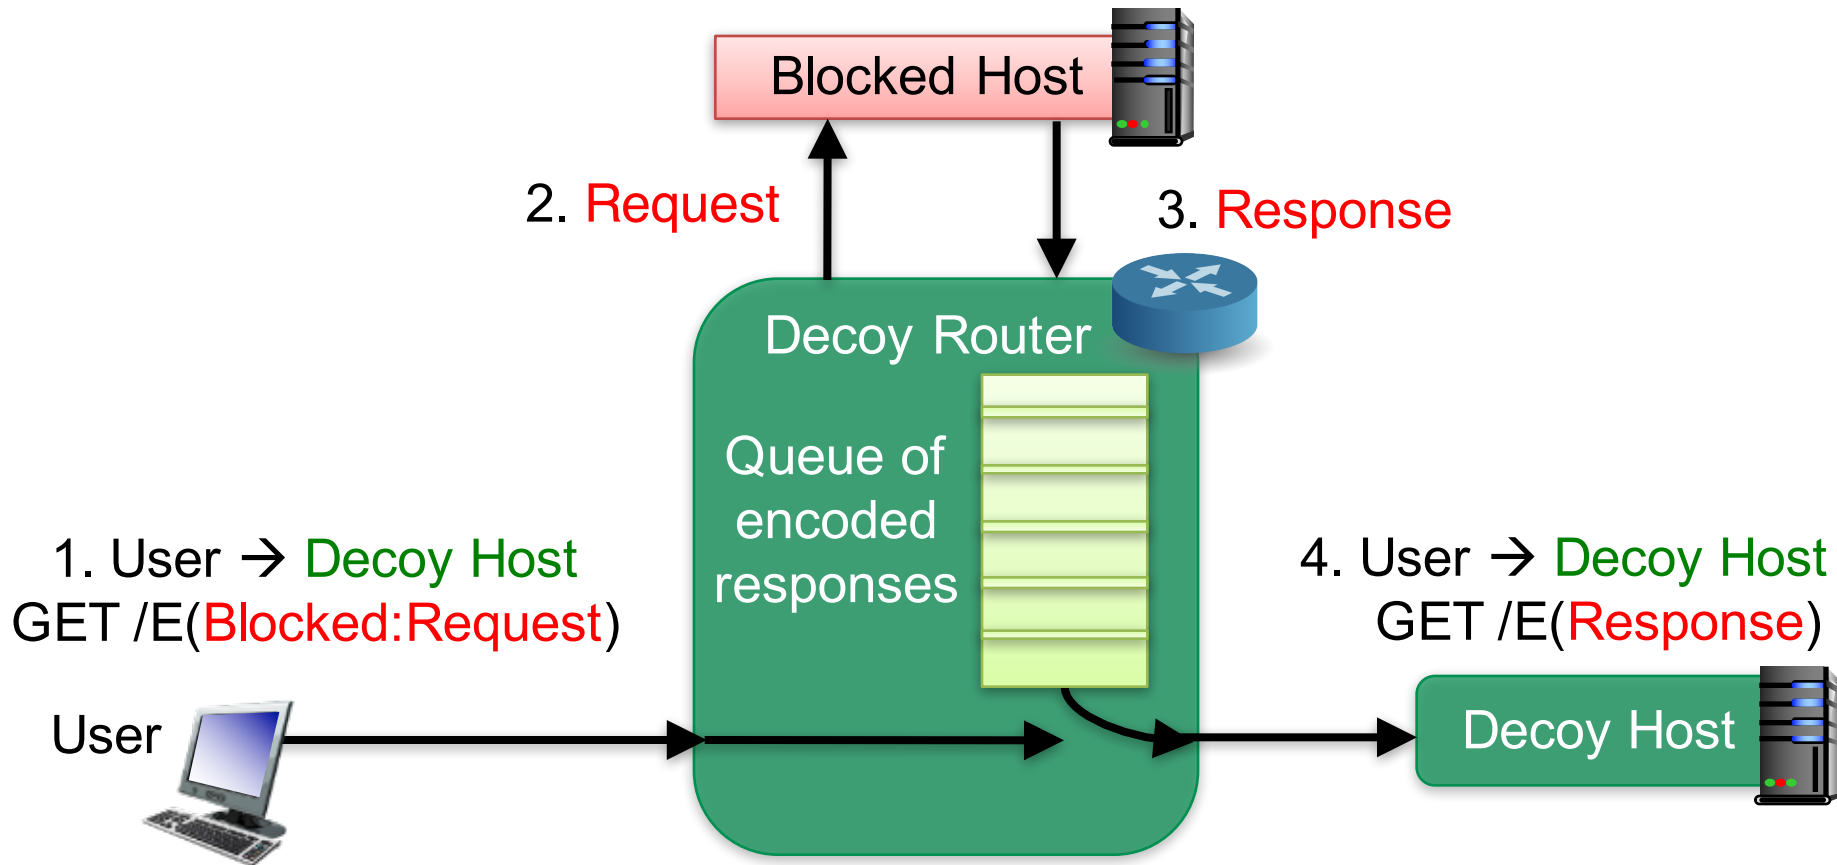 Blocked Host
2. Request
3. Response
Decoy Router
Queue of
encoded
responses
1. User → Decoy Host
GET /E(Blocked:Request)
4. User → Decoy Host
GET /E(Response)
User
Decoy Host